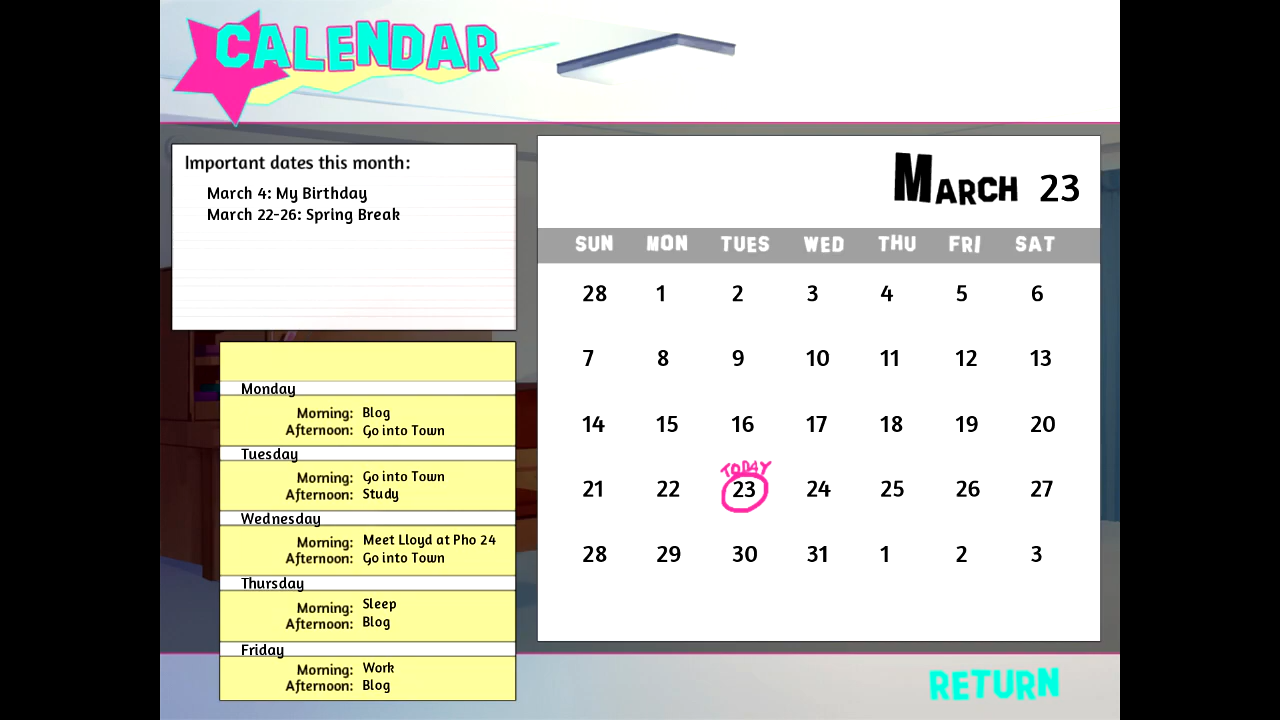 CALENDAR
Important dates this month:
March 4: My Birthday
March 22-26: Spring Break
Monday
Morning: Blog
Afternoon: Go into Town
Tuesday
Morning: Go into Town
Afternoon: Study
Wednesday
Morning: Meet Lloyd at Pho 24
Afternoon: Go into Town
Thursday
Morning: Sleep
Afternoon: Blog
Friday
Morning: Work
Afternoon: Blog
March 23
SUN MON TUES WED THU FRI SAT
28 1 2 3 4 5 6
7 8 9 10 11 12 13
14 15 16 17 18 19 20
TODAY
21 22 23 24 25 26 27
28 29 30 31 1 2 3
RETURN